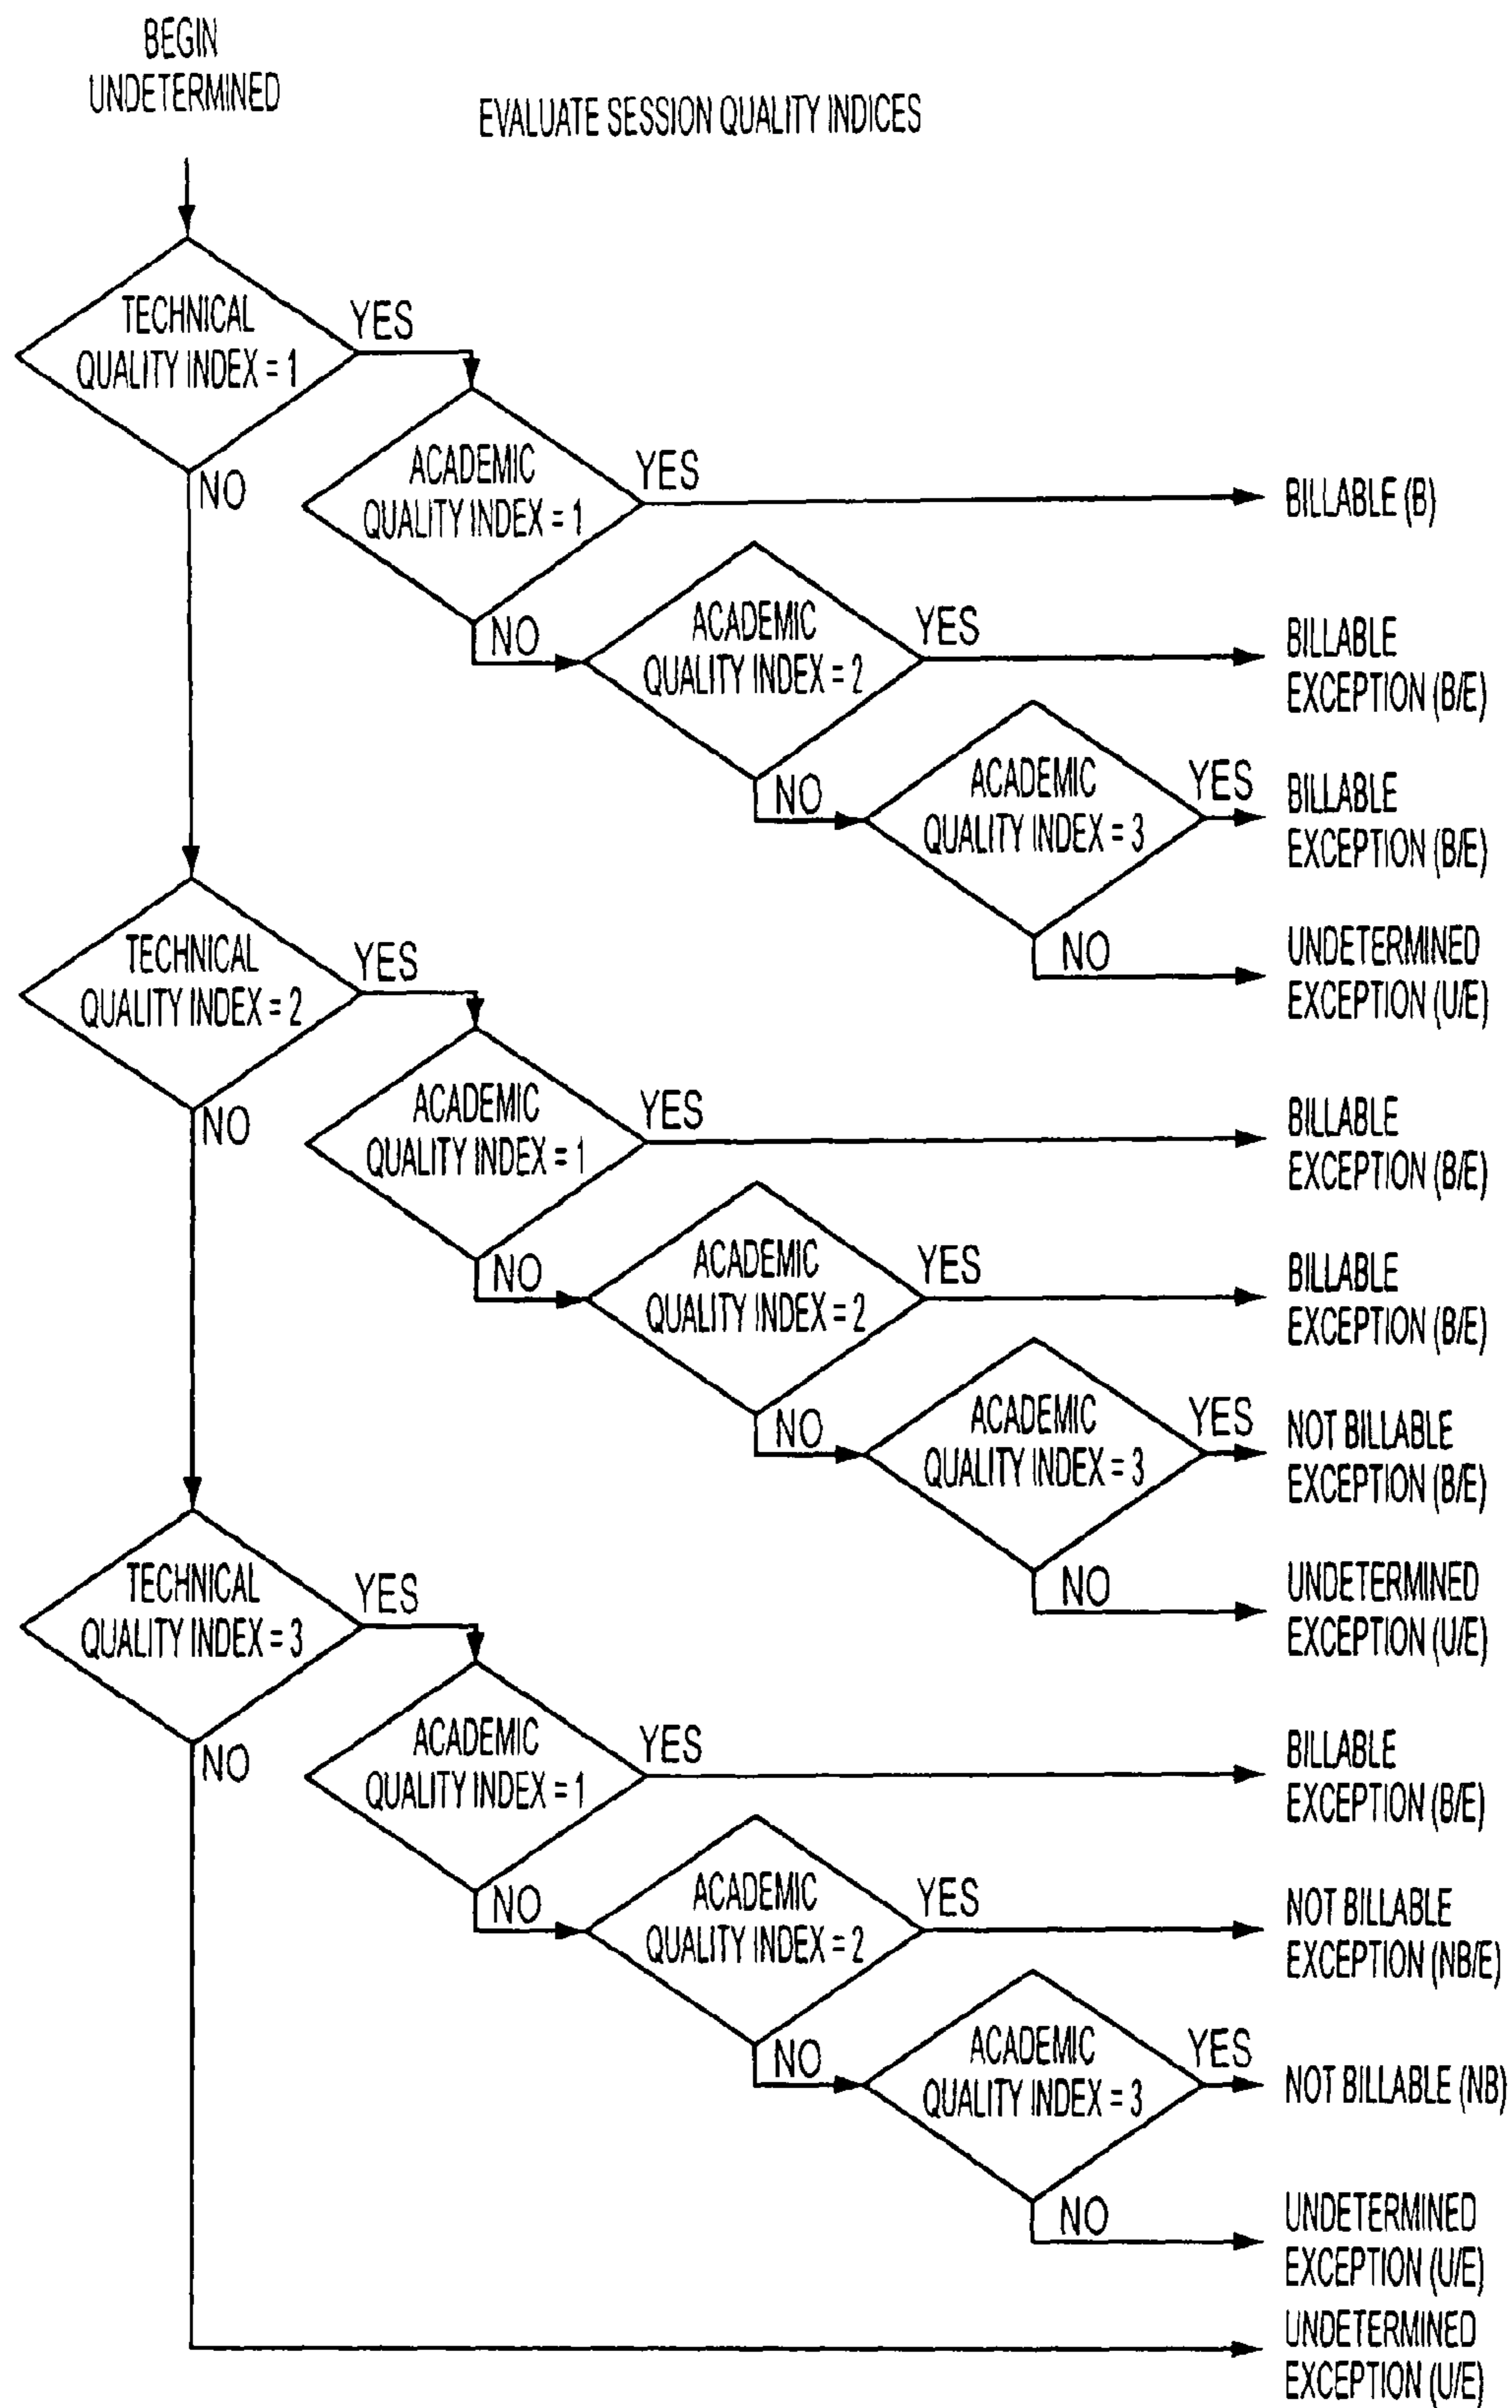 BEGIN
UNDETERMINED
EVALUATE SESSION QUALITY INDICES
TECHNICAL
QUALITY INDEX = 1
YES
NO
ACADEMIC
QUALITY INDEX = 1
YES
BILLABLE (B)
NO
ACADEMIC
QUALITY INDEX = 2
YES
BILLABLE
EXCEPTION (B/E)
NO
ACADEMIC
QUALITY INDEX = 3
YES
BILLABLE
EXCEPTION (B/E)
NO
UNDETERMINED
EXCEPTION (U/E)
TECHNICAL
QUALITY INDEX = 2
YES
NO
ACADEMIC
QUALITY INDEX = 1
YES
BILLABLE
EXCEPTION (B/E)
NO
ACADEMIC
QUALITY INDEX = 2
YES
BILLABLE
EXCEPTION (B/E)
NO
ACADEMIC
QUALITY INDEX = 3
YES
NOT BILLABLE
EXCEPTION (B/E)
NO
UNDETERMINED
EXCEPTION (U/E)
TECHNICAL
QUALITY INDEX = 3
YES
NO
ACADEMIC
QUALITY INDEX = 1
YES
BILLABLE
EXCEPTION (B/E)
NO
ACADEMIC
QUALITY INDEX = 2
YES
NOT BILLABLE
EXCEPTION (NB/E)
NO
ACADEMIC
QUALITY INDEX = 3
YES
NOT BILLABLE (NB)
NO
UNDETERMINED
EXCEPTION (U/E)
UNDETERMINED
EXCEPTION (U/E)